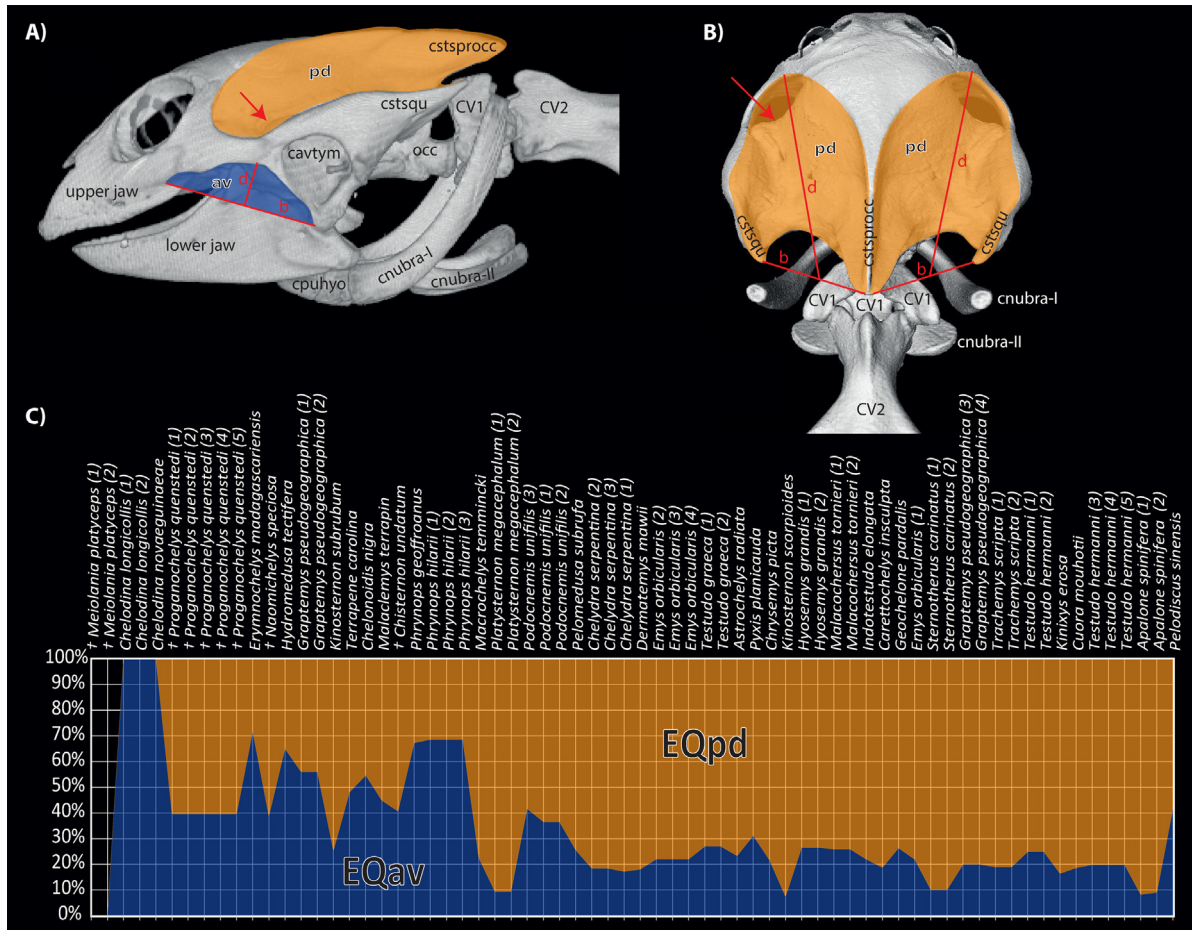 A)
cstsprocc
pd
cstsqu
CV1
CV2
cavtym
occ
upper jaw
av
d
b
lower jaw
cnubra-I
cpuhyo
cnubra-II
B)
pd
pd
d
d
cstsprocc
cstsqu
cstsqu
b
b
CV1
CV1
CV1
cnubra-I
cnubra-II
CV2
C)
† Meiolania platyceps (1)
† Meiolania platyceps (2)
Chelodina longicollis (1)
Chelodina longicollis (2)
Chelodina novaeguineae
† Proganochelys quenstedi (1)
† Proganochelys quenstedi (2)
† Proganochelys quenstedi (3)
† Proganochelys quenstedi (4)
† Proganochelys quenstedi (5)
Erymnochelys madagascariensis
† Naomichelys speciosa
Hydromedusa tectifera
Graptemys pseudogeographica (1)
Graptemys pseudogeographica (2)
Kinosternon subrubum
Terrapene carolina
Chelonoidis nigra
Malaclemys terrapin
† Chisternon undatum
Phrynops geoffroanus
Phrynops hilarii (1)
Phrynops hilarii (2)
Phrynops hilarii (3)
Macrochelys temmincki
Platysternon megacephalum (1)
Platysternon megacephalum (2)
Podocnemis unifilis (3)
Podocnemis unifilis (1)
Podocnemis unifilis (2)
Pelomedusa subrufa
Chelydra serpentina (2)
Chelydra serpentina (3)
Chelydra serpentina (1)
Dermatemys mawii
Emys orbicularis (2)
Emys orbicularis (3)
Emys orbicularis (4)
Testudo graeca (1)
Testudo graeca (2)
Astrochelys radiata
Pyxis planicauda
Chrysemys picta
Kinosternon scorpioides
Hyosemys grandis (1)
Hyosemys grandis (2)
Malacochersus tornieri (1)
Malacochersus tornieri (2)
Indotestudo elongata
Carettochelys insculpta
Geochelone pardalis
Emys orbicularis (1)
Sternotherus carinatus (1)
Sternotherus carinatus (2)
Graptemys pseudogeographica (3)
Graptemys pseudogeographica (4)
Trachemys scripta (1)
Trachemys scripta (2)
Testudo hermanni (1)
Testudo hermanni (2)
Kinixys erosa
Cuora mouhotii
Testudo hermanni (3)
Testudo hermanni (4)
Testudo hermanni (5)
Apalone spinifera (1)
Apalone spinifera (2)
Pelodiscus sinensis
100%
90%
80%
70%
60%
50%
40%
30%
20%
10%
0%
EQpd
EQav